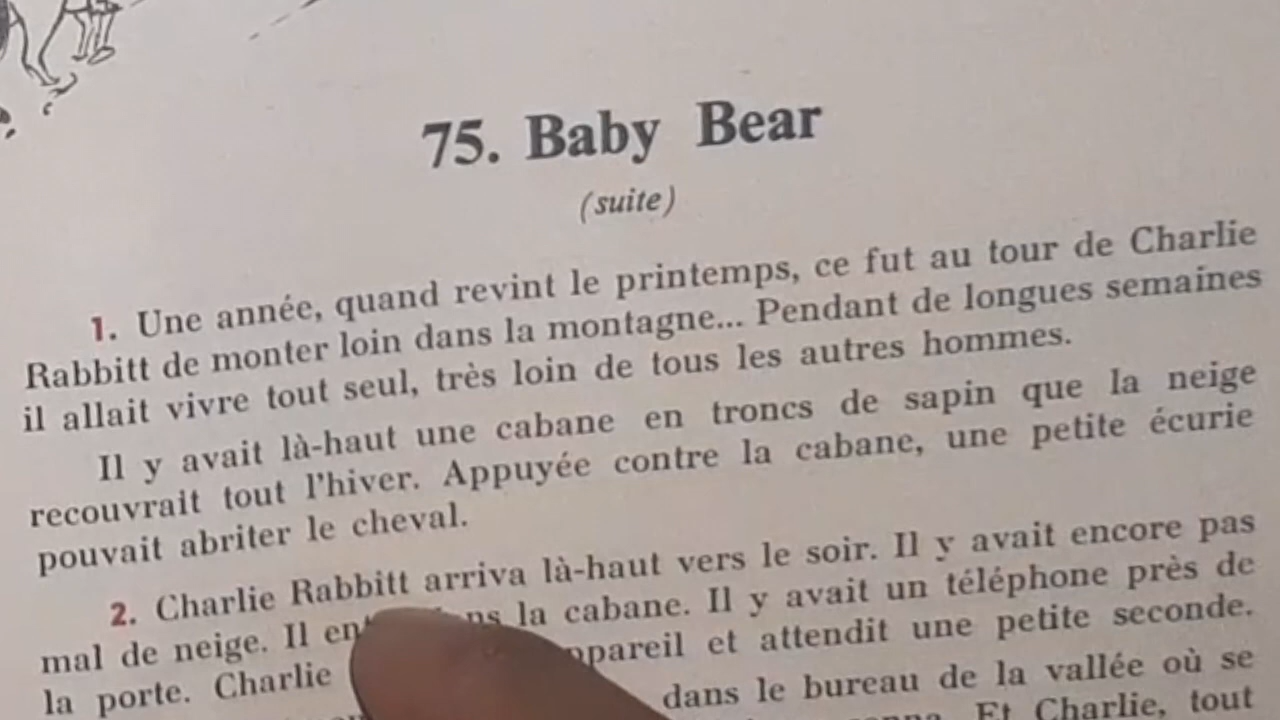 75. Baby Bear
(suite)
1. Une année, quand revint le printemps, ce fut au tour de Charlie
Rabbitt de monter loin dans la montagne... Pendant de longues semaines
il allait vivre tout seul, très loin de tous les autres hommes.
Il y avait là-haut une cabane en troncs de sapin que la neige
recouvrait tout l'hiver. Appuyée contre la cabane, une petite écurie
pouvait abriter le cheval.
2. Charlie Rabbitt arriva là-haut vers le soir. Il y avait encore pas
mal de neige. Il la cabane. Il y avait un téléphone près de
la porte. Charlie et attendit une petite seconde.
dans le bureau de la vallée où se
Et Charlie, tout